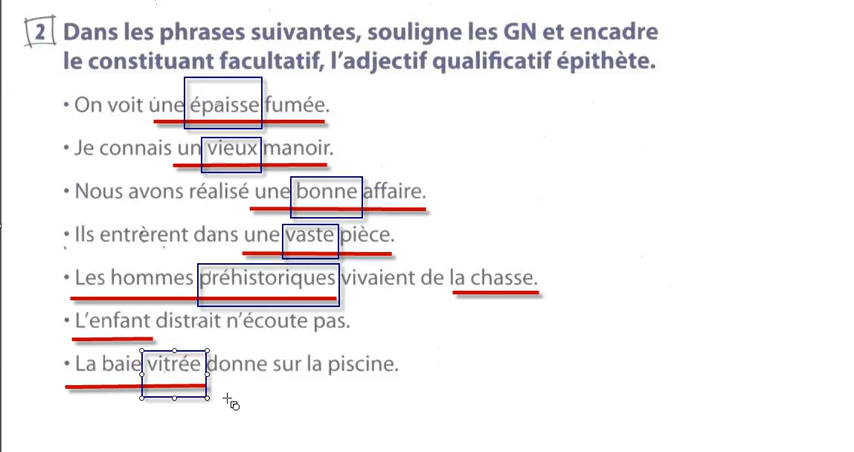 2 Dans les phrases suivantes, souligne les GN et encadre
le constituant facultatif, l'adjectif qualificatif épithète.
• On voit une épaisse fumée.
• Je connais un vieux manoir.
• Nous avons réalisé une bonne affaire.
• Ils entrèrent dans une vaste pièce.
• Les hommes préhistoriques vivaient de la chasse.
• L'enfant distrait n'écoute pas.
• La baie vitrée donne sur la piscine.